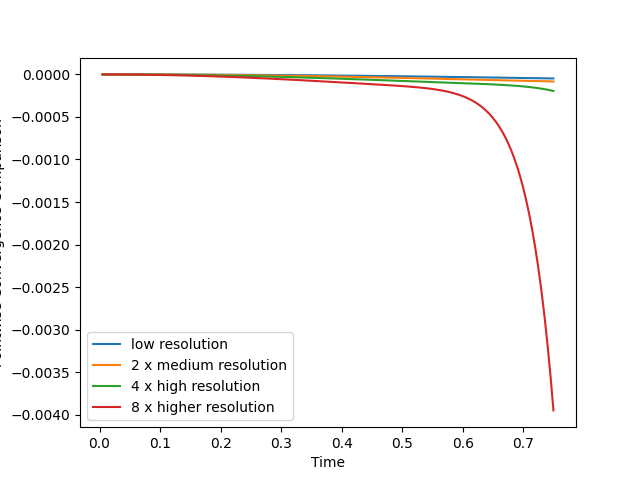 0.0000
−0.0005
−0.0010
−0.0015
−0.0020
−0.0025
−0.0030
−0.0035
−0.0040
low resolution
2 x medium resolution
4 x high resolution
8 x higher resolution
0.0 0.1 0.2 0.3 0.4 0.5 0.6 0.7
Time